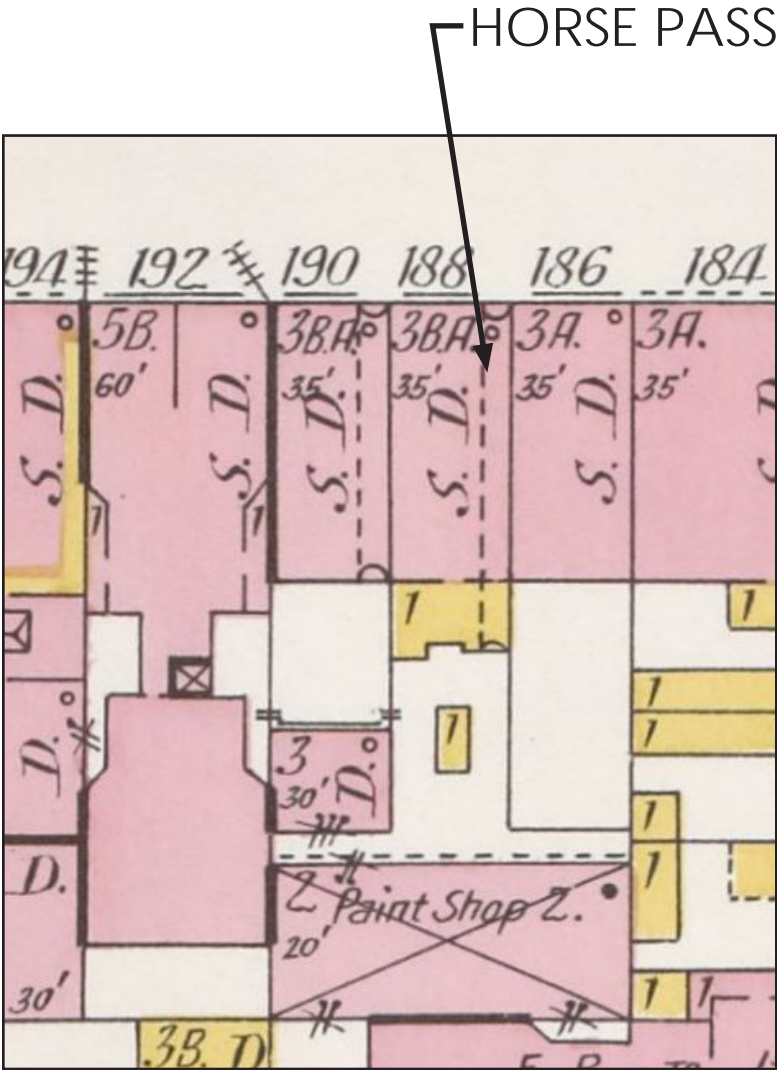 HORSE PASS
194 192 190 188 186 184
5B. 3B.A. 3B.A. 3A. 3A.
60' 35' 35' 35' 35'
S. D. S. D. S. D. S. D. S. D. D
1 1
1 1
1
1
1
3
30' D.
D.
1
1
2 Paint Shop 2.
20'
D.
30'
1 1
3B. D